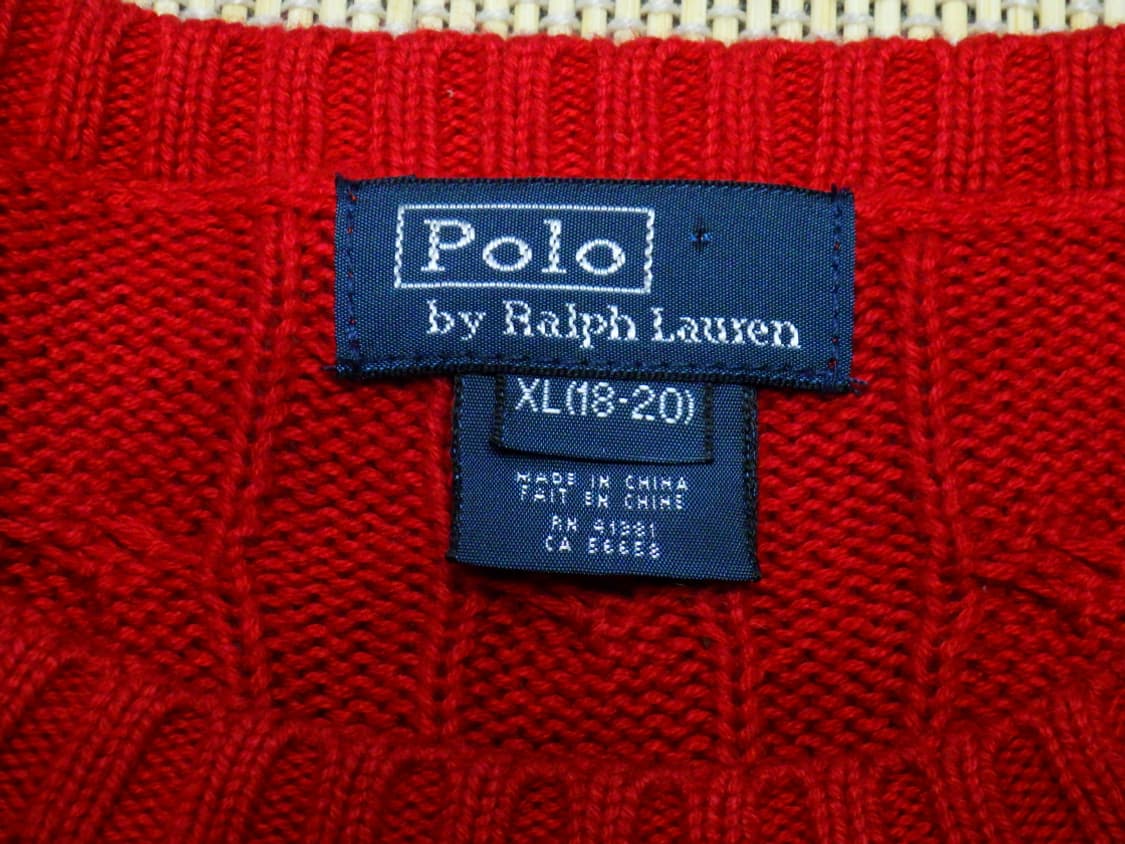 Polo
by Ralph Lauren
XL(18-20)
MADE IN CHINA
FAIT EN CHINE
RN 41381
CA 56658